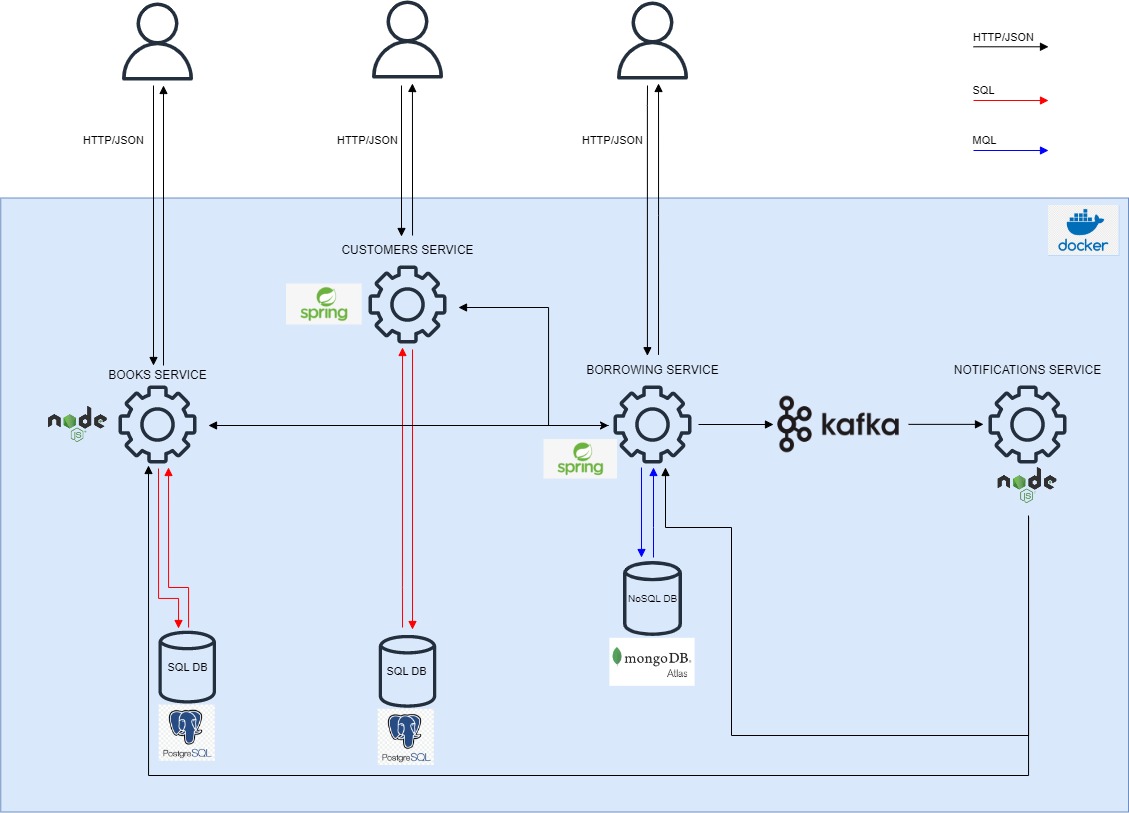 HTTP/JSON
SQL
HTTP/JSON
HTTP/JSON
HTTP/JSON
MQL
docker
CUSTOMERS SERVICE
spring
BOOKS SERVICE
BORROWING SERVICE
NOTIFICATIONS SERVICE
node
JS
kafka
spring
node
JS
NoSQL DB
SQL DB
SQL DB
mongoDB.
Atlas
PostgreSQL
PostgreSQL